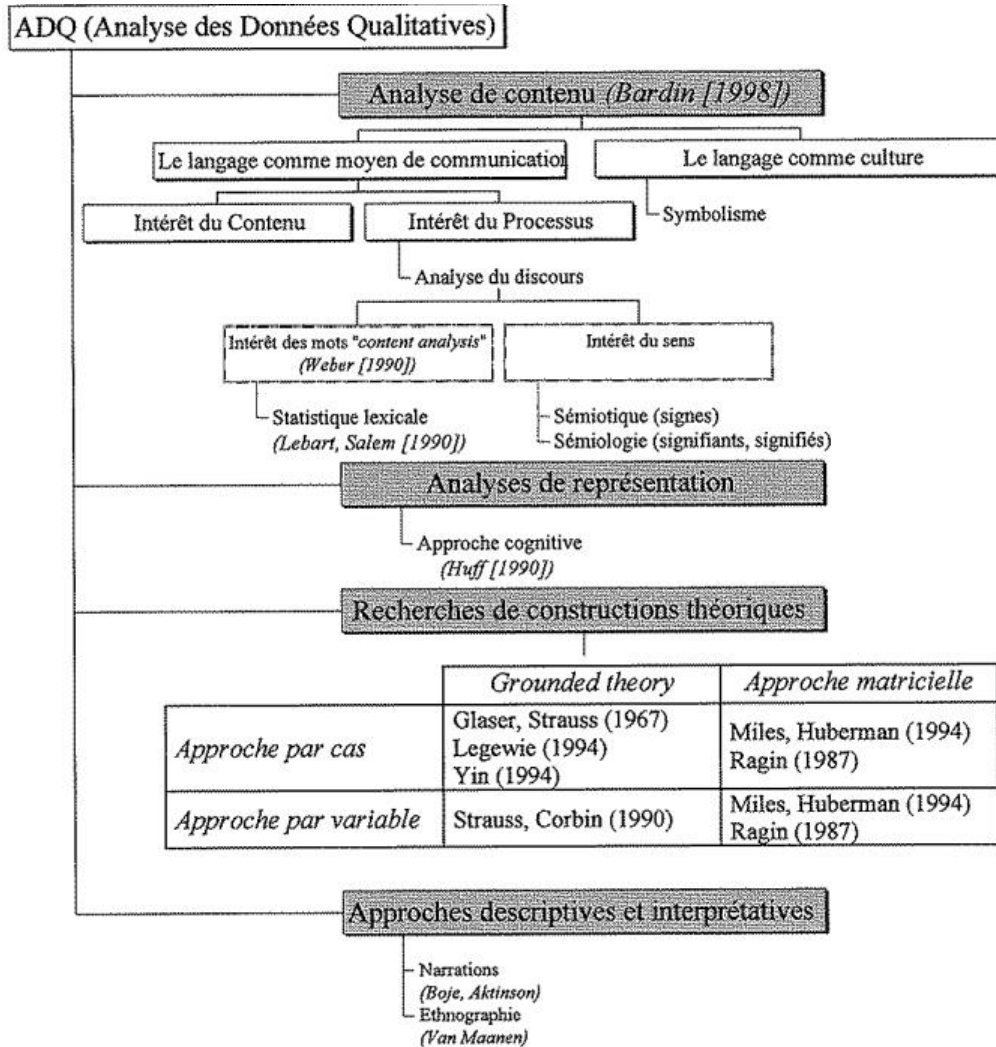 ADQ (Analyse des Données Qualitatives)
Analyse de contenu (Bardin [1998])
Le langage comme moyen de communication
Le langage comme culture
Intérêt du Contenu
Intérêt du Processus
Symbolisme
Analyse du discours
Intérêt des mots "content analysis"
(Weber [1990])
Intérêt du sens
Statistique lexicale
(Lebart, Salem [1990])
Sémiotique (signes)
Sémiologie (signifiants, signifiés)
Analyses de représentation
Approche cognitive
(Huff [1990])
Recherches de constructions théoriques
Grounded theory
Approche matricielle
Approche par cas
Glaser, Strauss (1967)
Legewie (1994)
Yin (1994)
Miles, Huberman (1994)
Ragin (1987)
Approche par variable
Strauss, Corbin (1990)
Miles, Huberman (1994)
Ragin (1987)
Approches descriptives et interprétatives
Narrations
(Boje, Aktinson)
Ethnographie
(Van Maanen)